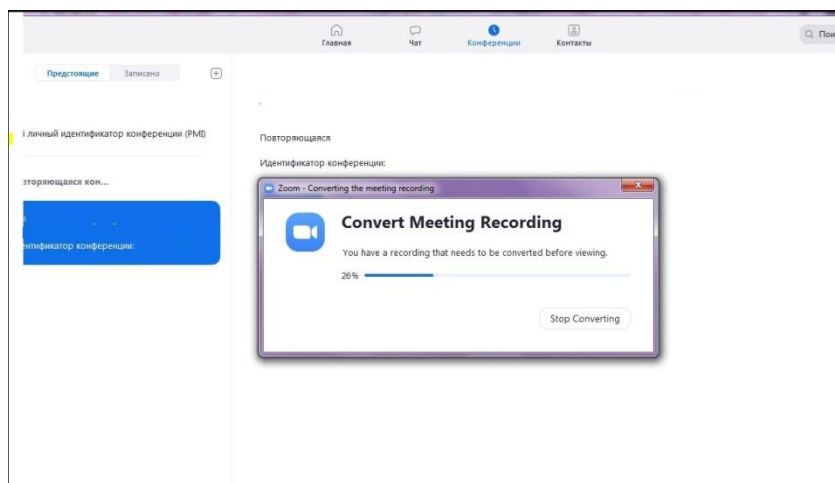 Главная
Чат
Конференции
Контакты
Предстоящие
Записано
личный идентификатор конференции (PMI)
Повторяющаяся
Идентификатор конференции:
Zoom - Converting the meeting recording
Convert Meeting Recording
You have a recording that needs to be converted before viewing.
26%
Stop Converting
вторяющаяся кон...
ентификатор конференции: